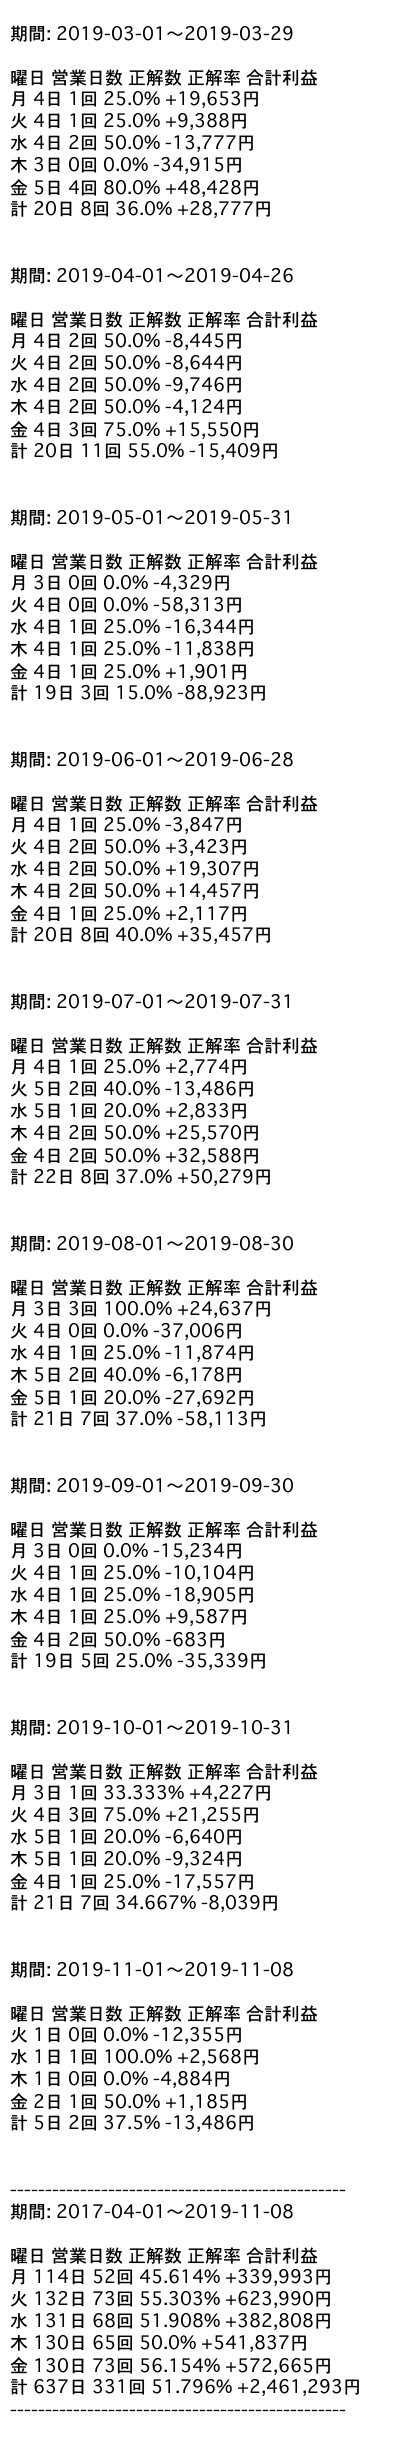 期間: 2019-03-01〜2019-03-29
曜日 営業日数 正解数 正解率 合計利益
月 4日 1回 25.0% +19,653円
火 4日 1回 25.0% +9,388円
水 4日 2回 50.0% -13,777円
木 3日 0回 0.0% -34,915円
金 5日 4回 80.0% +48,428円
計 20日 8回 36.0% +28,777円
期間: 2019-04-01〜2019-04-26
曜日 営業日数 正解数 正解率 合計利益
月 4日 2回 50.0% -8,445円
火 4日 2回 50.0% -8,644円
水 4日 2回 50.0% -9,746円
木 4日 2回 50.0% -4,124円
金 4日 3回 75.0% +15,550円
計 20日 11回 55.0% -15,409円
期間: 2019-05-01〜2019-05-31
曜日 営業日数 正解数 正解率 合計利益
月 3日 0回 0.0% -4,329円
火 4日 0回 0.0% -58,313円
水 4日 1回 25.0% -16,344円
木 4日 1回 25.0% -11,838円
金 4日 1回 25.0% +1,901円
計 19日 3回 15.0% -88,923円
期間: 2019-06-01〜2019-06-28
曜日 営業日数 正解数 正解率 合計利益
月 4日 1回 25.0% -3,847円
火 4日 2回 50.0% +3,423円
水 4日 2回 50.0% +19,307円
木 4日 2回 50.0% +14,457円
金 4日 1回 25.0% +2,117円
計 20日 8回 40.0% +35,457円
期間: 2019-07-01〜2019-07-31
曜日 営業日数 正解数 正解率 合計利益
月 4日 1回 25.0% +2,774円
火 5日 2回 40.0% -13,486円
水 5日 1回 20.0% +2,833円
木 4日 2回 50.0% +25,570円
金 4日 2回 50.0% +32,588円
計 22日 8回 37.0% +50,279円
期間: 2019-08-01〜2019-08-30
曜日 営業日数 正解数 正解率 合計利益
月 3日 3回 100.0% +24,637円
火 4日 0回 0.0% -37,006円
水 4日 1回 25.0% -11,874円
木 5日 2回 40.0% -6,178円
金 5日 1回 20.0% -27,692円
計 21日 7回 37.0% -58,113円
期間: 2019-09-01〜2019-09-30
曜日 営業日数 正解数 正解率 合計利益
月 3日 0回 0.0% -15,234円
火 4日 1回 25.0% -10,104円
水 4日 1回 25.0% -18,905円
木 4日 1回 25.0% +9,587円
金 4日 2回 50.0% -683円
計 19日 5回 25.0% -35,339円
期間: 2019-10-01〜2019-10-31
曜日 営業日数 正解数 正解率 合計利益
月 3日 1回 33.333% +4,227円
火 4日 3回 75.0% +21,255円
水 5日 1回 20.0% -6,640円
木 5日 1回 20.0% -9,324円
金 4日 1回 25.0% -17,557円
計 21日 7回 34.667% -8,039円
期間: 2019-11-01〜2019-11-08
曜日 営業日数 正解数 正解率 合計利益
火 1日 0回 0.0% -12,355円
水 1日 1回 100.0% +2,568円
木 1日 0回 0.0% -4,884円
金 2日 1回 50.0% +1,185円
計 5日 2回 37.5% -13,486円
------------------------------------------------
期間: 2017-04-01〜2019-11-08
曜日 営業日数 正解数 正解率 合計利益
月 114日 52回 45.614% +339,993円
火 132日 73回 55.303% +623,990円
水 131日 68回 51.908% +382,808円
木 130日 65回 50.0% +541,837円
金 130日 73回 56.154% +572,665円
計 637日 331回 51.796% +2,461,293円
------------------------------------------------